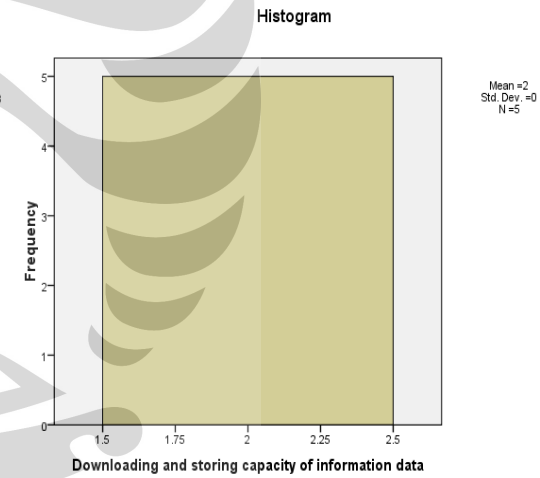 Histogram
Mean =2
Std. Dev. =0
N =5
Frequency
5
4
3
2
1
0
1.5 1.75 2 2.25 2.5
Downloading and storing capacity of information data